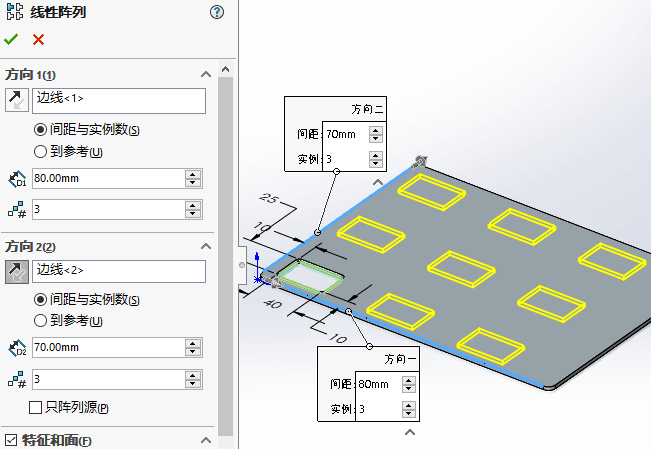 线性阵列
方向 1(1)
边线<1>
间距与实例数(S)
到参考(U)
D1
80.00mm
#
3
方向 2(2)
边线<2>
间距与实例数(S)
到参考(U)
D2
70.00mm
#
3
只阵列源(P)
特征和面(F)
方向二
间距: 70mm
实例: 3
25
10
40
10
方向一
间距: 80mm
实例: 3